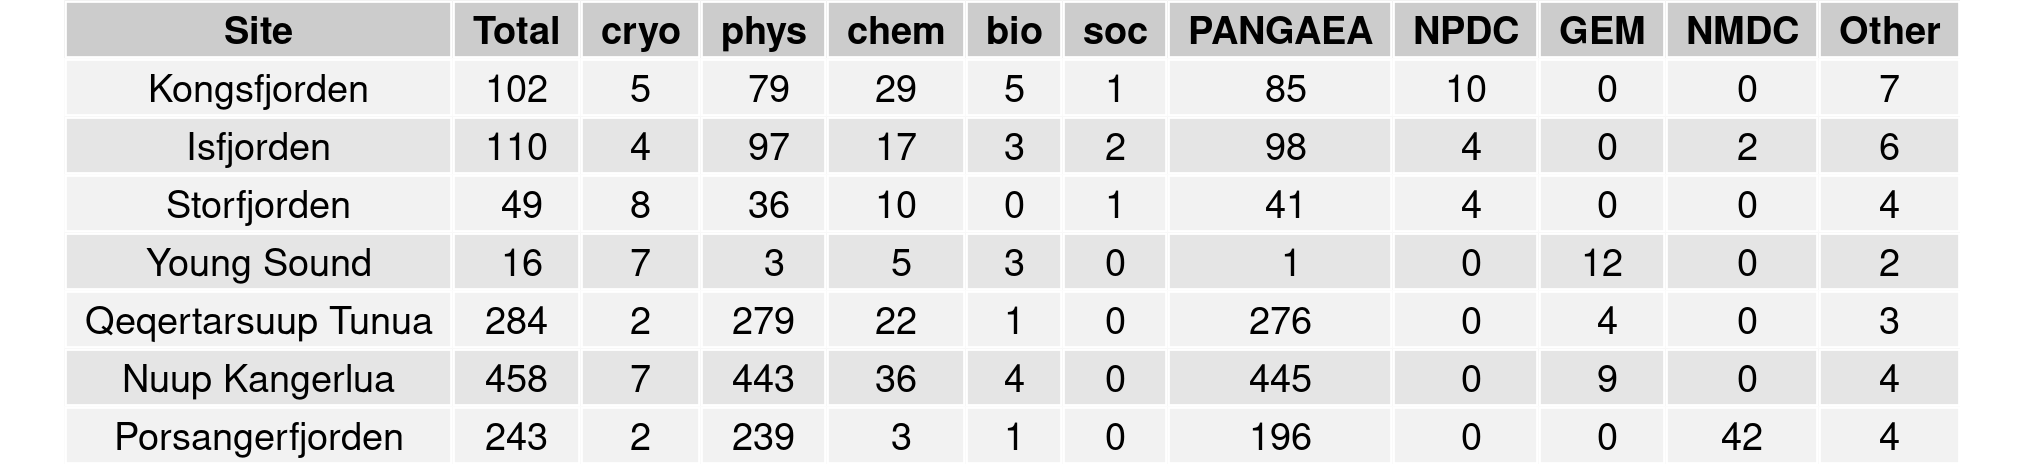 Site Total cryo phys chem bio soc PANGAEA NPDC GEM NMDC Other
Kongsfjorden 102 5 79 29 5 1 85 10 0 0 7
Isfjorden 110 4 97 17 3 2 98 4 0 2 6
Storfjorden 49 8 36 10 0 1 41 4 0 0 4
Young Sound 16 7 3 5 3 0 1 0 12 0 2
Qeqertarsuup Tunua 284 2 279 22 1 0 276 0 4 0 3
Nuup Kangerlua 458 7 443 36 4 0 445 0 9 0 4
Porsangerfjorden 243 2 239 3 1 0 196 0 0 42 4